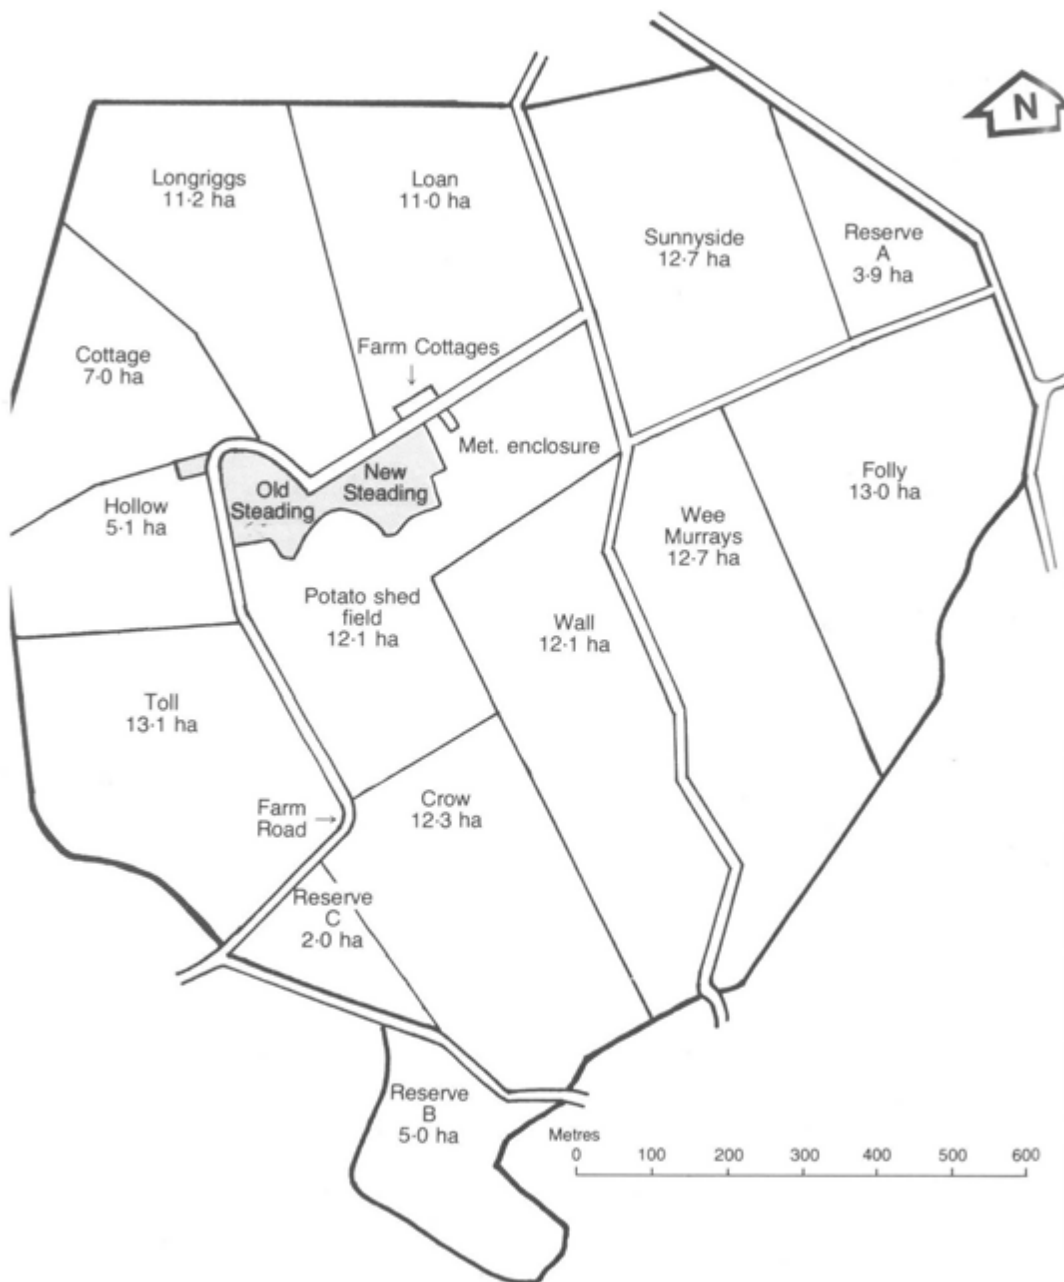 N
Longriggs
11·2 ha
Loan
11·0 ha
Sunnyside
12·7 ha
Reserve
A
3·9 ha
Cottage
7·0 ha
Farm Cottages
Met. enclosure
Hollow
5·1 ha
Old
Steading
New
Steading
Folly
13·0 ha
Wee
Murrays
12·7 ha
Potato shed
field
12·1 ha
Wall
12·1 ha
Toll
13·1 ha
Farm
Road
Crow
12·3 ha
Reserve
C
2·0 ha
Reserve
B
5·0 ha
Metres
0 100 200 300 400 500 600